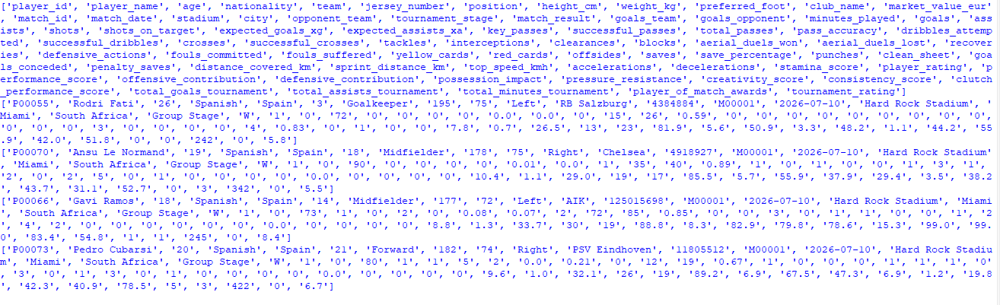 ['player_id', 'player_name', 'age', 'nationality', 'team', 'jersey_number', 'position', 'height_cm', 'weight_kg', 'preferred_foot', 'club_name', 'market_value_eur'
, 'match_id', 'match_date', 'stadium', 'city', 'opponent_team', 'tournament_stage', 'match_result', 'goals_team', 'goals_opponent', 'minutes_played', 'goals', 'ass
ists', 'shots', 'shots_on_target', 'expected_goals_xg', 'expected_assists_xa', 'key_passes', 'successful_passes', 'total_passes', 'pass_accuracy', 'dribbles_attemp
ted', 'successful_dribbles', 'crosses', 'successful_crosses', 'tackles', 'interceptions', 'clearances', 'blocks', 'aerial_duels_won', 'aerial_duels_lost', 'recover
ies', 'defensive_actions', 'fouls_committed', 'fouls_suffered', 'yellow_cards', 'red_cards', 'offsides', 'saves', 'save_percentage', 'punches', 'clean_sheet', 'goa
ls_conceded', 'penalty_saves', 'distance_covered_km', 'sprint_distance_km', 'top_speed_kmh', 'accelerations', 'decelerations', 'stamina_score', 'player_rating', 'p
erformance_score', 'offensive_contribution', 'defensive_contribution', 'possession_impact', 'pressure_resistance', 'creativity_score', 'consistency_score', 'clutch
_performance_score', 'total_goals_tournament', 'total_assists_tournament', 'total_minutes_tournament', 'player_of_match_awards', 'tournament_rating']
['P00055', 'Rodri Fati', '26', 'Spanish', 'Spain', '3', 'Goalkeeper', '195', '75', 'Left', 'RB Salzburg', '4384884', 'M00001', '2026-07-10', 'Hard Rock Stadium', '
Miami', 'South Africa', 'Group Stage', 'W', '1', '0', '72', '0', '0', '0', '0', '0.0', '0.0', '0', '15', '26', '0.59', '0', '0', '0', '0', '0', '0', '0', '0', '0',
'0', '0', '0', '3', '0', '0', '0', '0', '4', '0.83', '0', '1', '0', '0', '7.8', '0.7', '26.5', '13', '23', '81.9', '5.6', '50.9', '3.3', '48.2', '1.1', '44.2', '55
.9', '42.0', '51.8', '0', '0', '242', '0', '5.8']
['P00070', 'Ansu Le Normand', '19', 'Spanish', 'Spain', '18', 'Midfielder', '178', '75', 'Right', 'Chelsea', '4918927', 'M00001', '2026-07-10', 'Hard Rock Stadium'
, 'Miami', 'South Africa', 'Group Stage', 'W', '1', '0', '90', '0', '0', '0', '0', '0.01', '0.0', '1', '35', '40', '0.89', '1', '0', '1', '0', '0', '1', '3', '1',
'2', '0', '2', '5', '0', '1', '0', '0', '0', '0', '0.0', '0', '0', '0', '0', '10.4', '1.1', '29.0', '19', '17', '85.5', '5.7', '55.9', '37.9', '29.4', '3.5', '38.2
', '43.7', '31.1', '52.7', '0', '3', '342', '0', '5.5']
['P00066', 'Gavi Ramos', '18', 'Spanish', 'Spain', '14', 'Midfielder', '177', '72', 'Left', 'AIK', '125015698', 'M00001', '2026-07-10', 'Hard Rock Stadium', 'Miami
', 'South Africa', 'Group Stage', 'W', '1', '0', '73', '1', '0', '2', '0', '0.08', '0.07', '2', '72', '85', '0.85', '0', '0', '3', '0', '1', '1', '0', '0', '1', '2
', '4', '2', '0', '0', '0', '0', '0', '0', '0.0', '0', '0', '0', '0', '8.8', '1.3', '33.7', '30', '19', '88.8', '8.3', '82.9', '79.8', '78.6', '15.3', '99.0', '99.
0', '83.4', '54.8', '1', '1', '245', '0', '8.4']
['P00073', 'Pedro Cubarsi', '20', 'Spanish', 'Spain', '21', 'Forward', '182', '74', 'Right', 'PSV Eindhoven', '11805512', 'M00001', '2026-07-10', 'Hard Rock Stadiu
m', 'Miami', 'South Africa', 'Group Stage', 'W', '1', '0', '80', '1', '1', '5', '2', '0.0', '0.21', '0', '12', '19', '0.67', '1', '0', '0', '0', '1', '1', '1', '0'
, '3', '0', '1', '3', '0', '1', '0', '0', '0', '0', '0.0', '0', '0', '0', '0', '9.6', '1.0', '32.1', '26', '19', '89.2', '6.9', '67.5', '47.3', '6.9', '1.2', '19.8
', '42.3', '40.9', '78.5', '5', '3', '422', '0', '6.7']